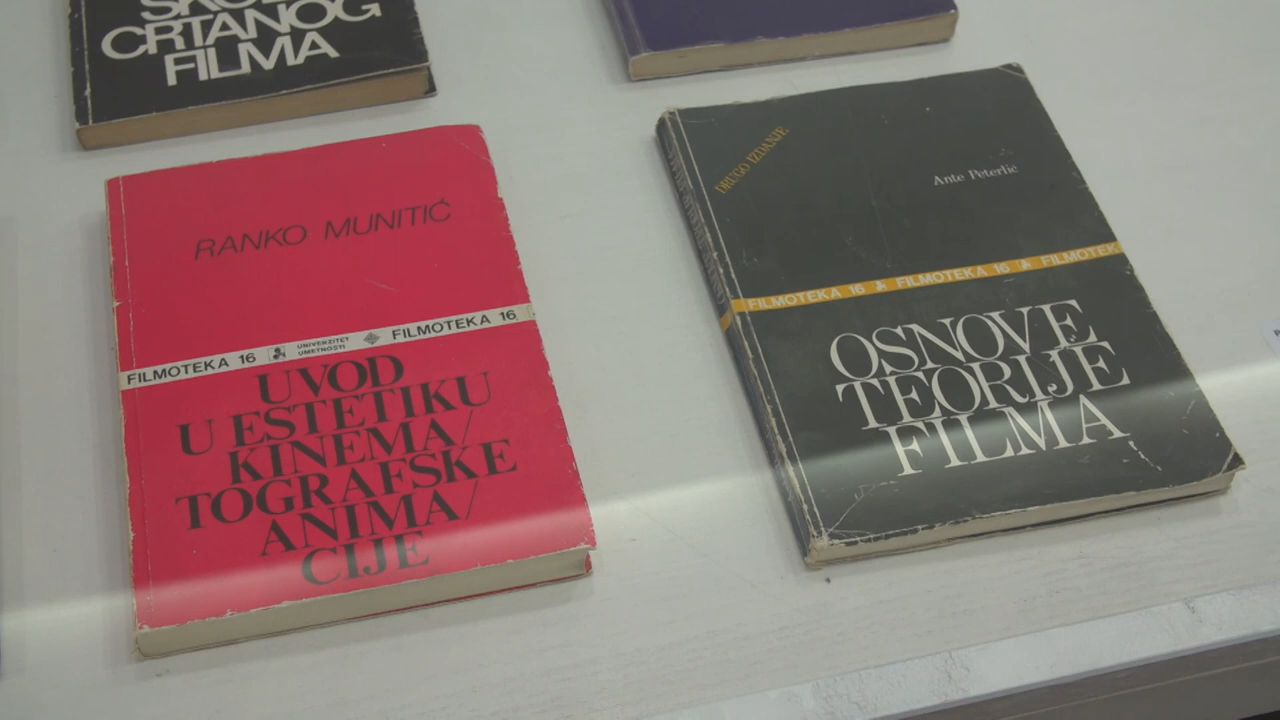 CRTANOG
FILMA
RANKO MUNITIĆ
FILMOTEKA 16 UNIVERZITET UMETNOSTI FILMOTEKA 16
UVOD
U ESTETIKU
KINEMA/
TOGRAFSKE
ANIMA/
CIJE
DRUGO IZDANJE
Ante Peterlić
FILMOTEKA 16 FILMOTEKA 16 FILMOTEK
OSNOVE
TEORIJE
FILMA